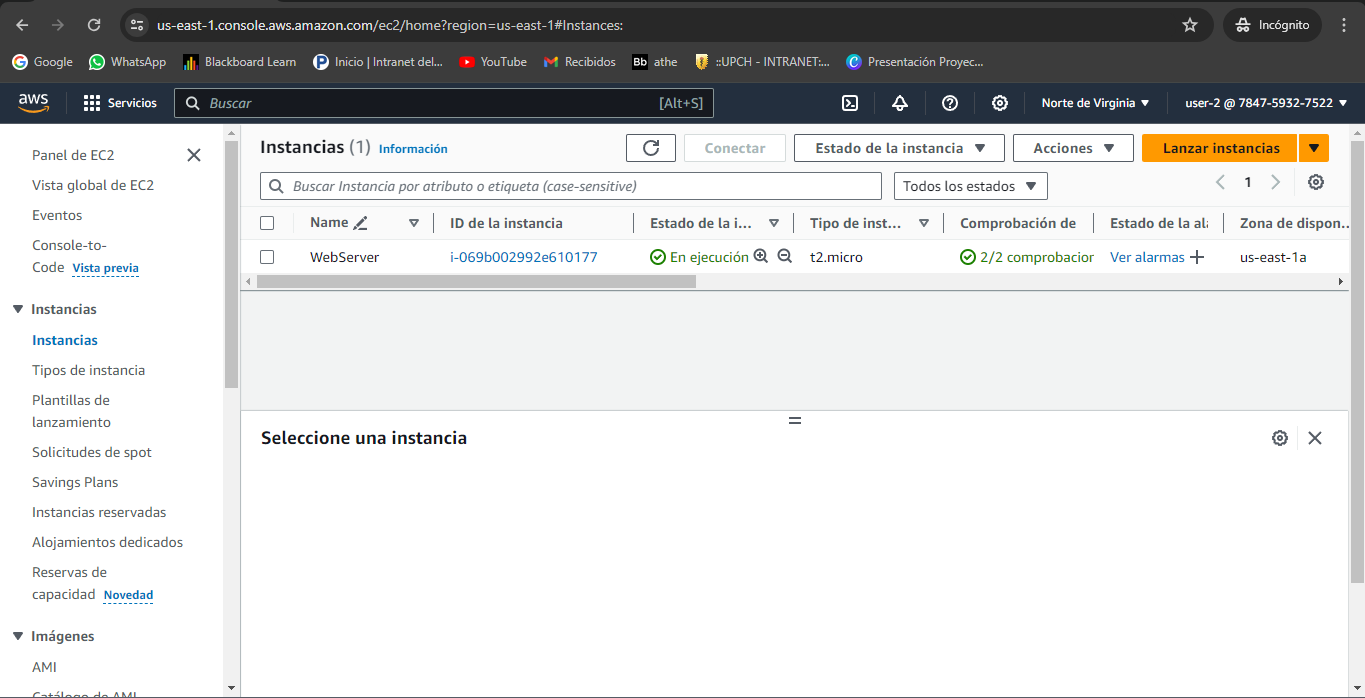 us-east-1.console.aws.amazon.com/ec2/home?region=us-east-1#Instances:
Incógnito
Google
WhatsApp
Blackboard Learn
Inicio | Intranet del...
YouTube
Recibidos
Bb athe
::UPCH - INTRANET:...
Presentación Proyec...
aws
Servicios
Buscar
[Alt+S]
Norte de Virginia
user-2 @ 7847-5932-7522
Panel de EC2
Vista global de EC2
Eventos
Console-to-
Code Vista previa
Instancias
Instancias
Tipos de instancia
Plantillas de
lanzamiento
Solicitudes de spot
Savings Plans
Instancias reservadas
Alojamientos dedicados
Reservas de
capacidad Novedad
Imágenes
AMI
Catálogo de AMI
Instancias (1) Información
Conectar
Estado de la instancia
Acciones
Lanzar instancias
Buscar Instancia por atributo o etiqueta (case-sensitive)
Todos los estados
1
Name
ID de la instancia
Estado de la i...
Tipo de inst...
Comprobación de
Estado de la ala
Zona de dispon...
WebServer
i-069b002992e610177
En ejecución
t2.micro
2/2 comprobacior
Ver alarmas +
us-east-1a
Seleccione una instancia